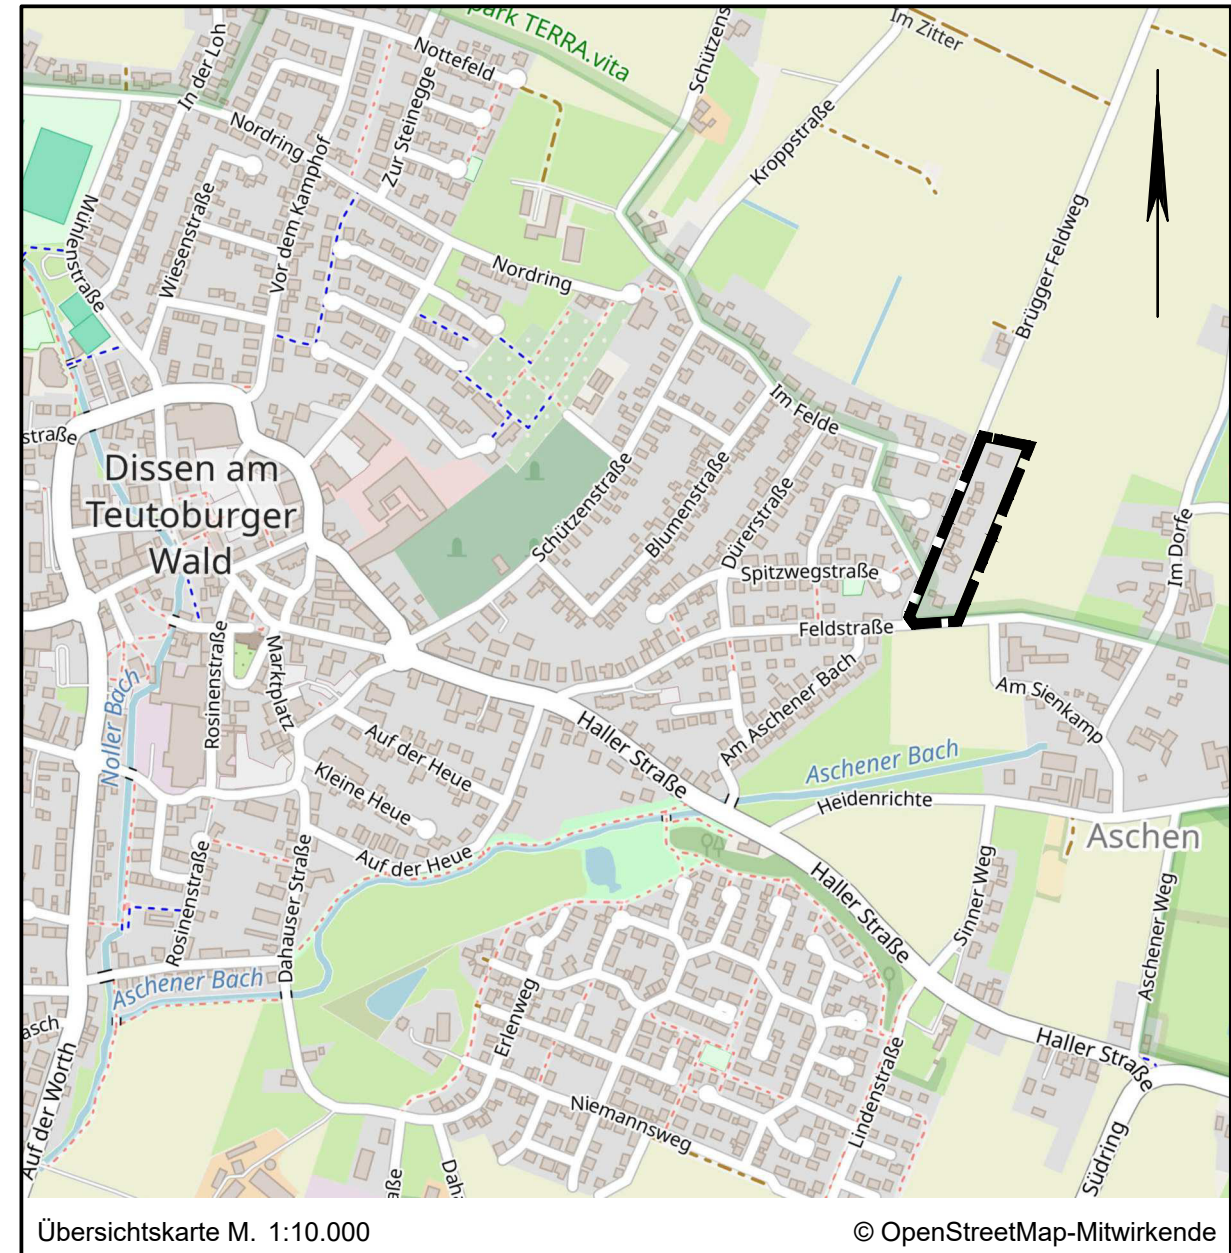 park TERRA.vita
Im Zitter
In der Loh
Nottefeld
Schützens
Nordring
Zur Steinegge
Kroppstraße
Mühlenstraße
Wiesenstraße
Vor dem Kamphof
Brügger Feldweg
Nordring
Im Felde
straße
Dissen am
Teutoburger
Wald
Schützenstraße
Blumenstraße
Dürerstraße
Im Dorfe
Spitzwegstraße
Feldstraße
Rosinenstraße
Marktplatz
Noller Bach
Am Aschener Bach
Am Sienkamp
Auf der Heue
Haller Straße
Aschener Bach
Kleine Heue
Heidenrichte
Aschen
Auf der Heue
Rosinenstraße
Dahauser Straße
Haller Straße
Sinner Weg
Aschener Weg
Aschener Bach
Erlenweg
asch
Haller Straße
Auf der Worth
Niemannsweg
Lindenstraße
Südring
aße
Daha
Übersichtskarte M. 1:10.000
© OpenStreetMap-Mitwirkende